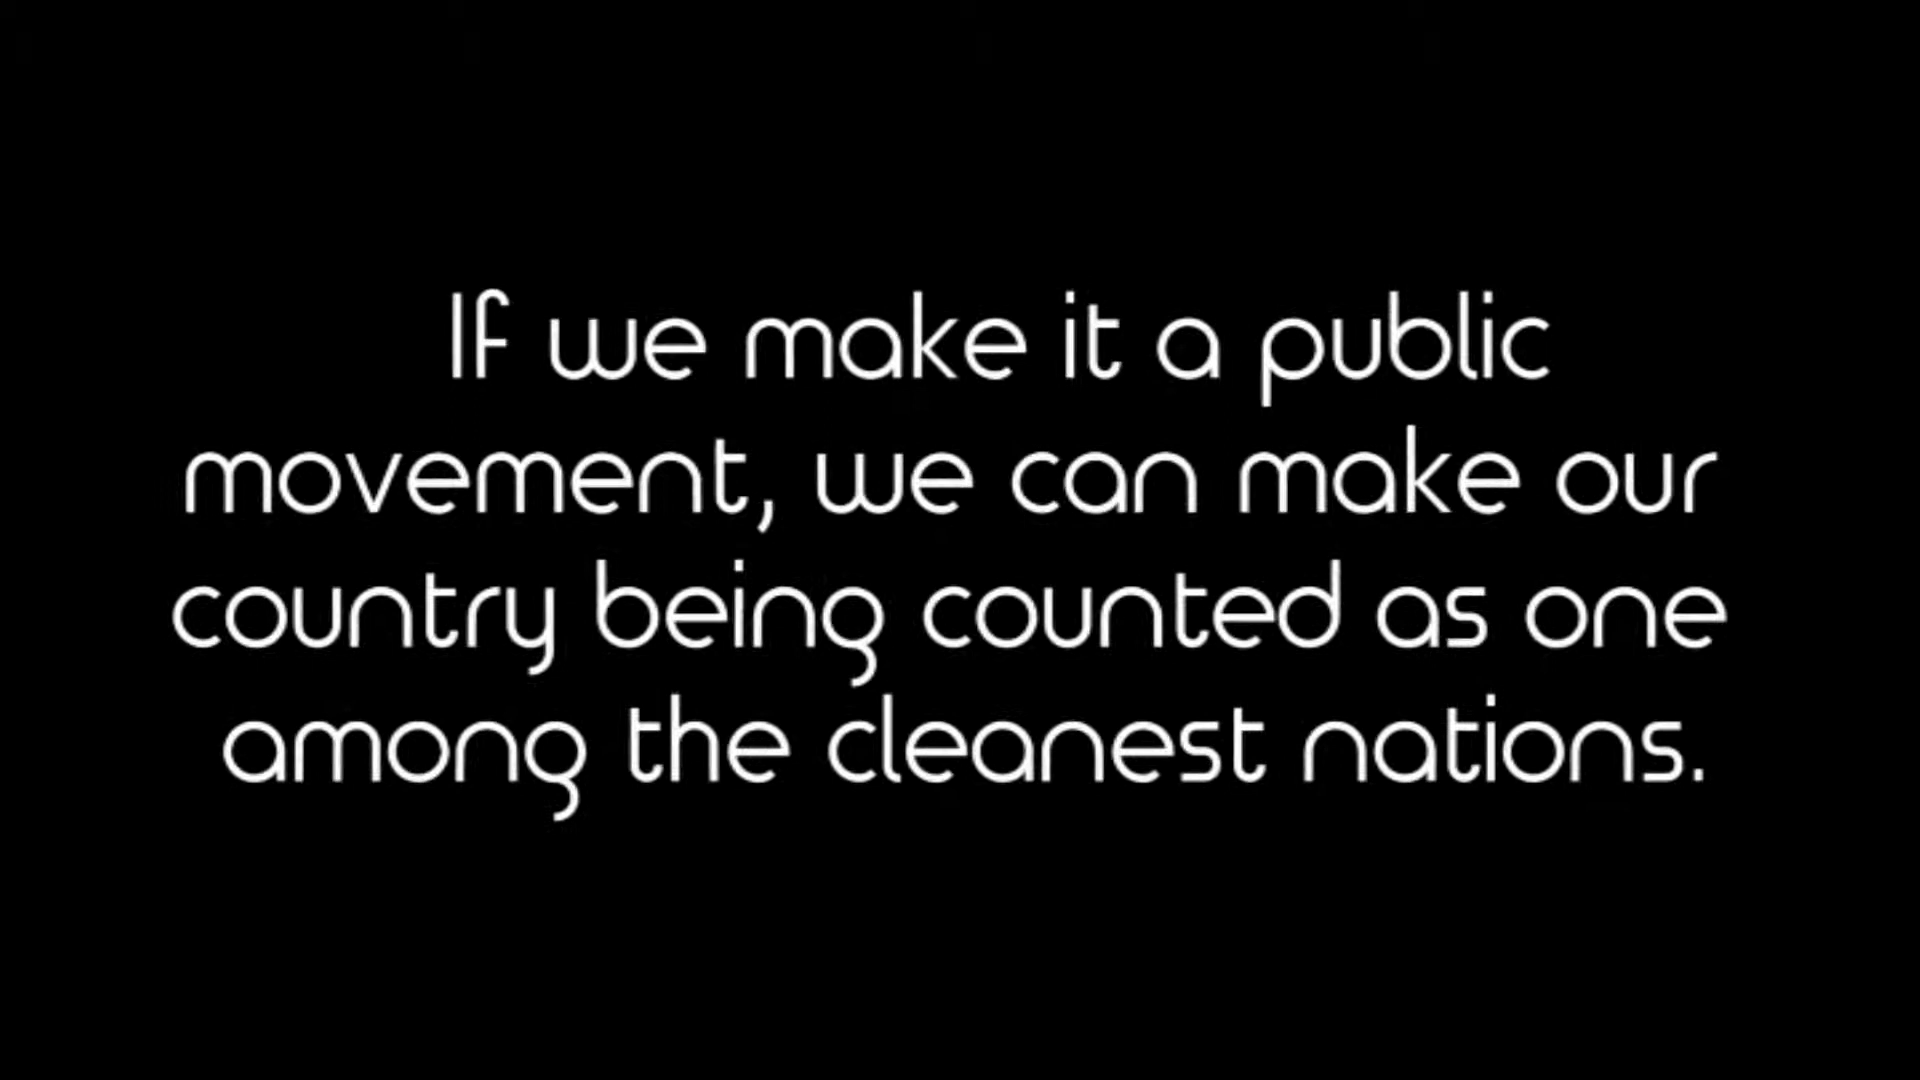 If we make it a public
movement, we can make our
country being counted as one
among the cleanest nations.